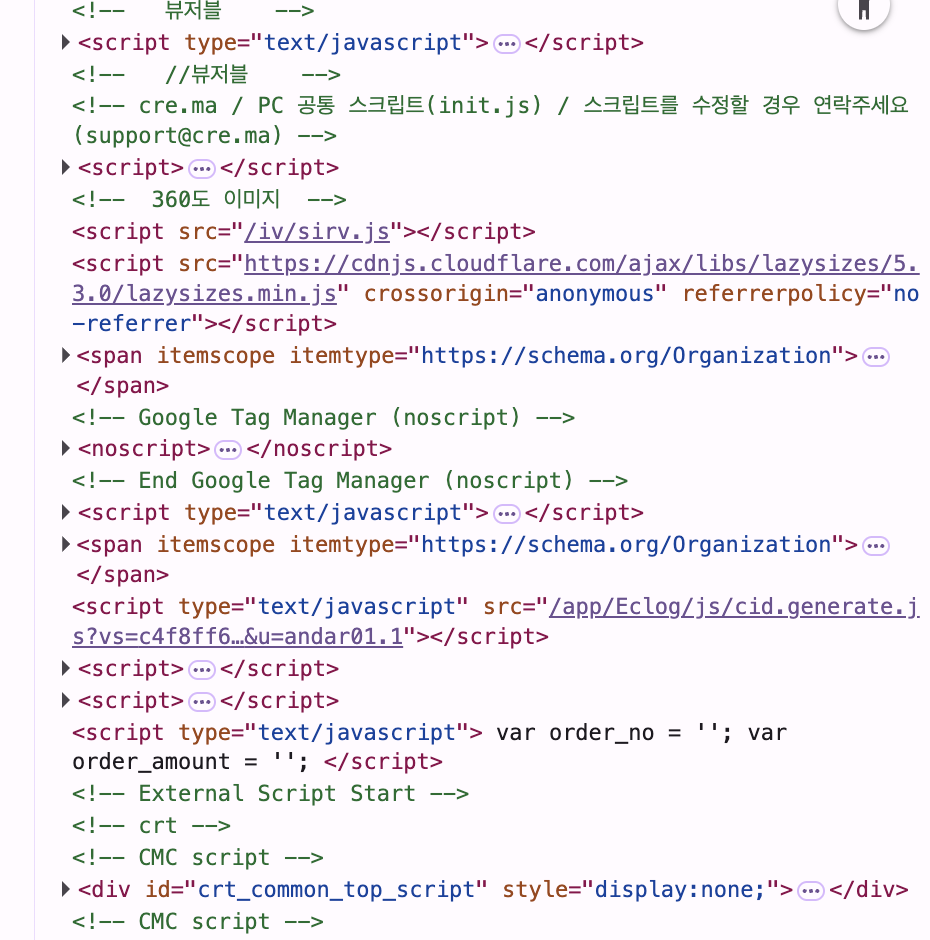 <!--   뷰저블    -->
<script type="text/javascript">…</script>
<!--   //뷰저블    -->
<!-- cre.ma / PC 공통 스크립트(init.js) / 스크립트를 수정할 경우 연락주세요
(support@cre.ma) -->
<script>…</script>
<!--  360도 이미지  -->
<script src="/iv/sirv.js"></script>
<script src="https://cdnjs.cloudflare.com/ajax/libs/lazysizes/5.
3.0/lazysizes.min.js" crossorigin="anonymous" referrerpolicy="no
-referrer"></script>
<span itemscope itemtype="https://schema.org/Organization">…
</span>
<!-- Google Tag Manager (noscript) -->
<noscript>…</noscript>
<!-- End Google Tag Manager (noscript) -->
<script type="text/javascript">…</script>
<span itemscope itemtype="https://schema.org/Organization">…
</span>
<script type="text/javascript" src="/app/Eclog/js/cid.generate.j
s?vs=c4f8ff6…&u=andar01.1"></script>
<script>…</script>
<script>…</script>
<script type="text/javascript"> var order_no = ''; var
order_amount = ''; </script>
<!-- External Script Start -->
<!-- crt -->
<!-- CMC script -->
<div id="crt_common_top_script" style="display:none;">…</div>
<!-- CMC script -->